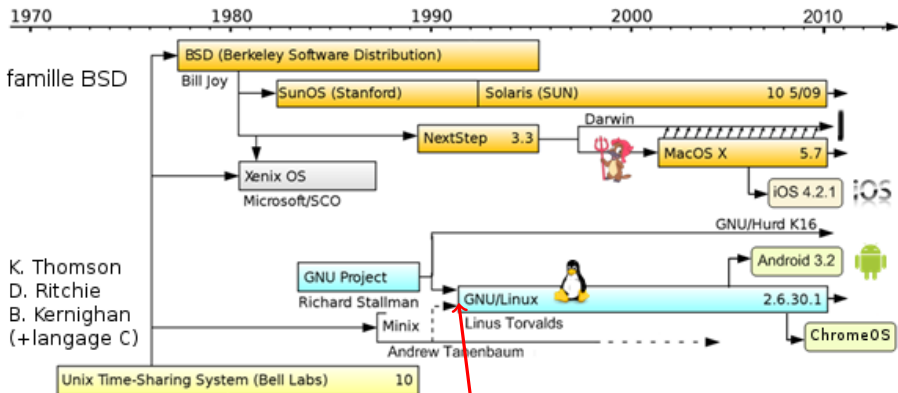 1970 1980 1990 2000 2010
BSD (Berkeley Software Distribution)
famille BSD
Bill Joy
SunOS (Stanford) Solaris (SUN) 10 5/09
Darwin
NextStep 3.3
MacOS X 5.7
Xenix OS
Microsoft/SCO
iOS 4.2.1 iOS
GNU/Hurd K16
K. Thomson
D. Ritchie
B. Kernighan
(+langage C)
Android 3.2
GNU Project
Richard Stallman
GNU/Linux 2.6.30.1
Minix
Linus Torvalds
ChromeOS
Andrew Tanenbaum
Unix Time-Sharing System (Bell Labs) 10